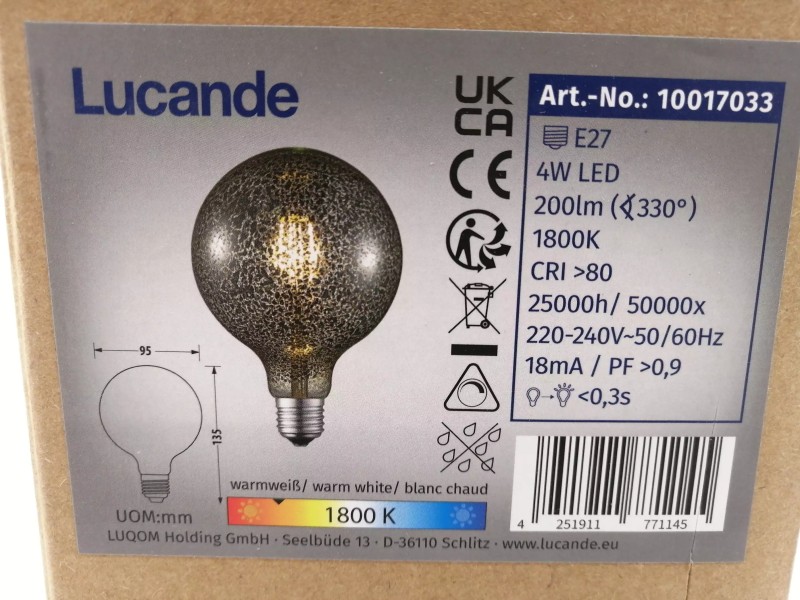 Lucande
UK
CA
CE
Art.-No.: 10017033
E27
4W LED
200lm (∢330°)
1800K
CRI >80
25000h/ 50000x
220-240V~50/60Hz
18mA / PF >0,9
<0,3s
95
135
UOM:mm
warmweiß/ warm white/ blanc chaud
1800 K
4 251911 771145
LUQOM Holding GmbH · Seelbüde 13 · D-36110 Schlitz · www.lucande.eu